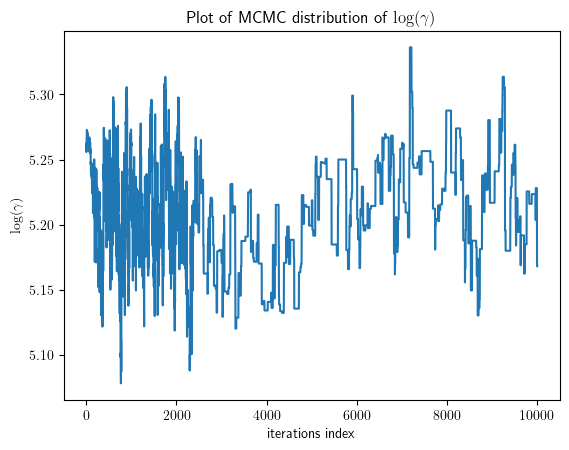 Plot of MCMC distribution of log(γ)
log(γ)
5.30
5.25
5.20
5.15
5.10
0 2000 4000 6000 8000 10000
iterations index